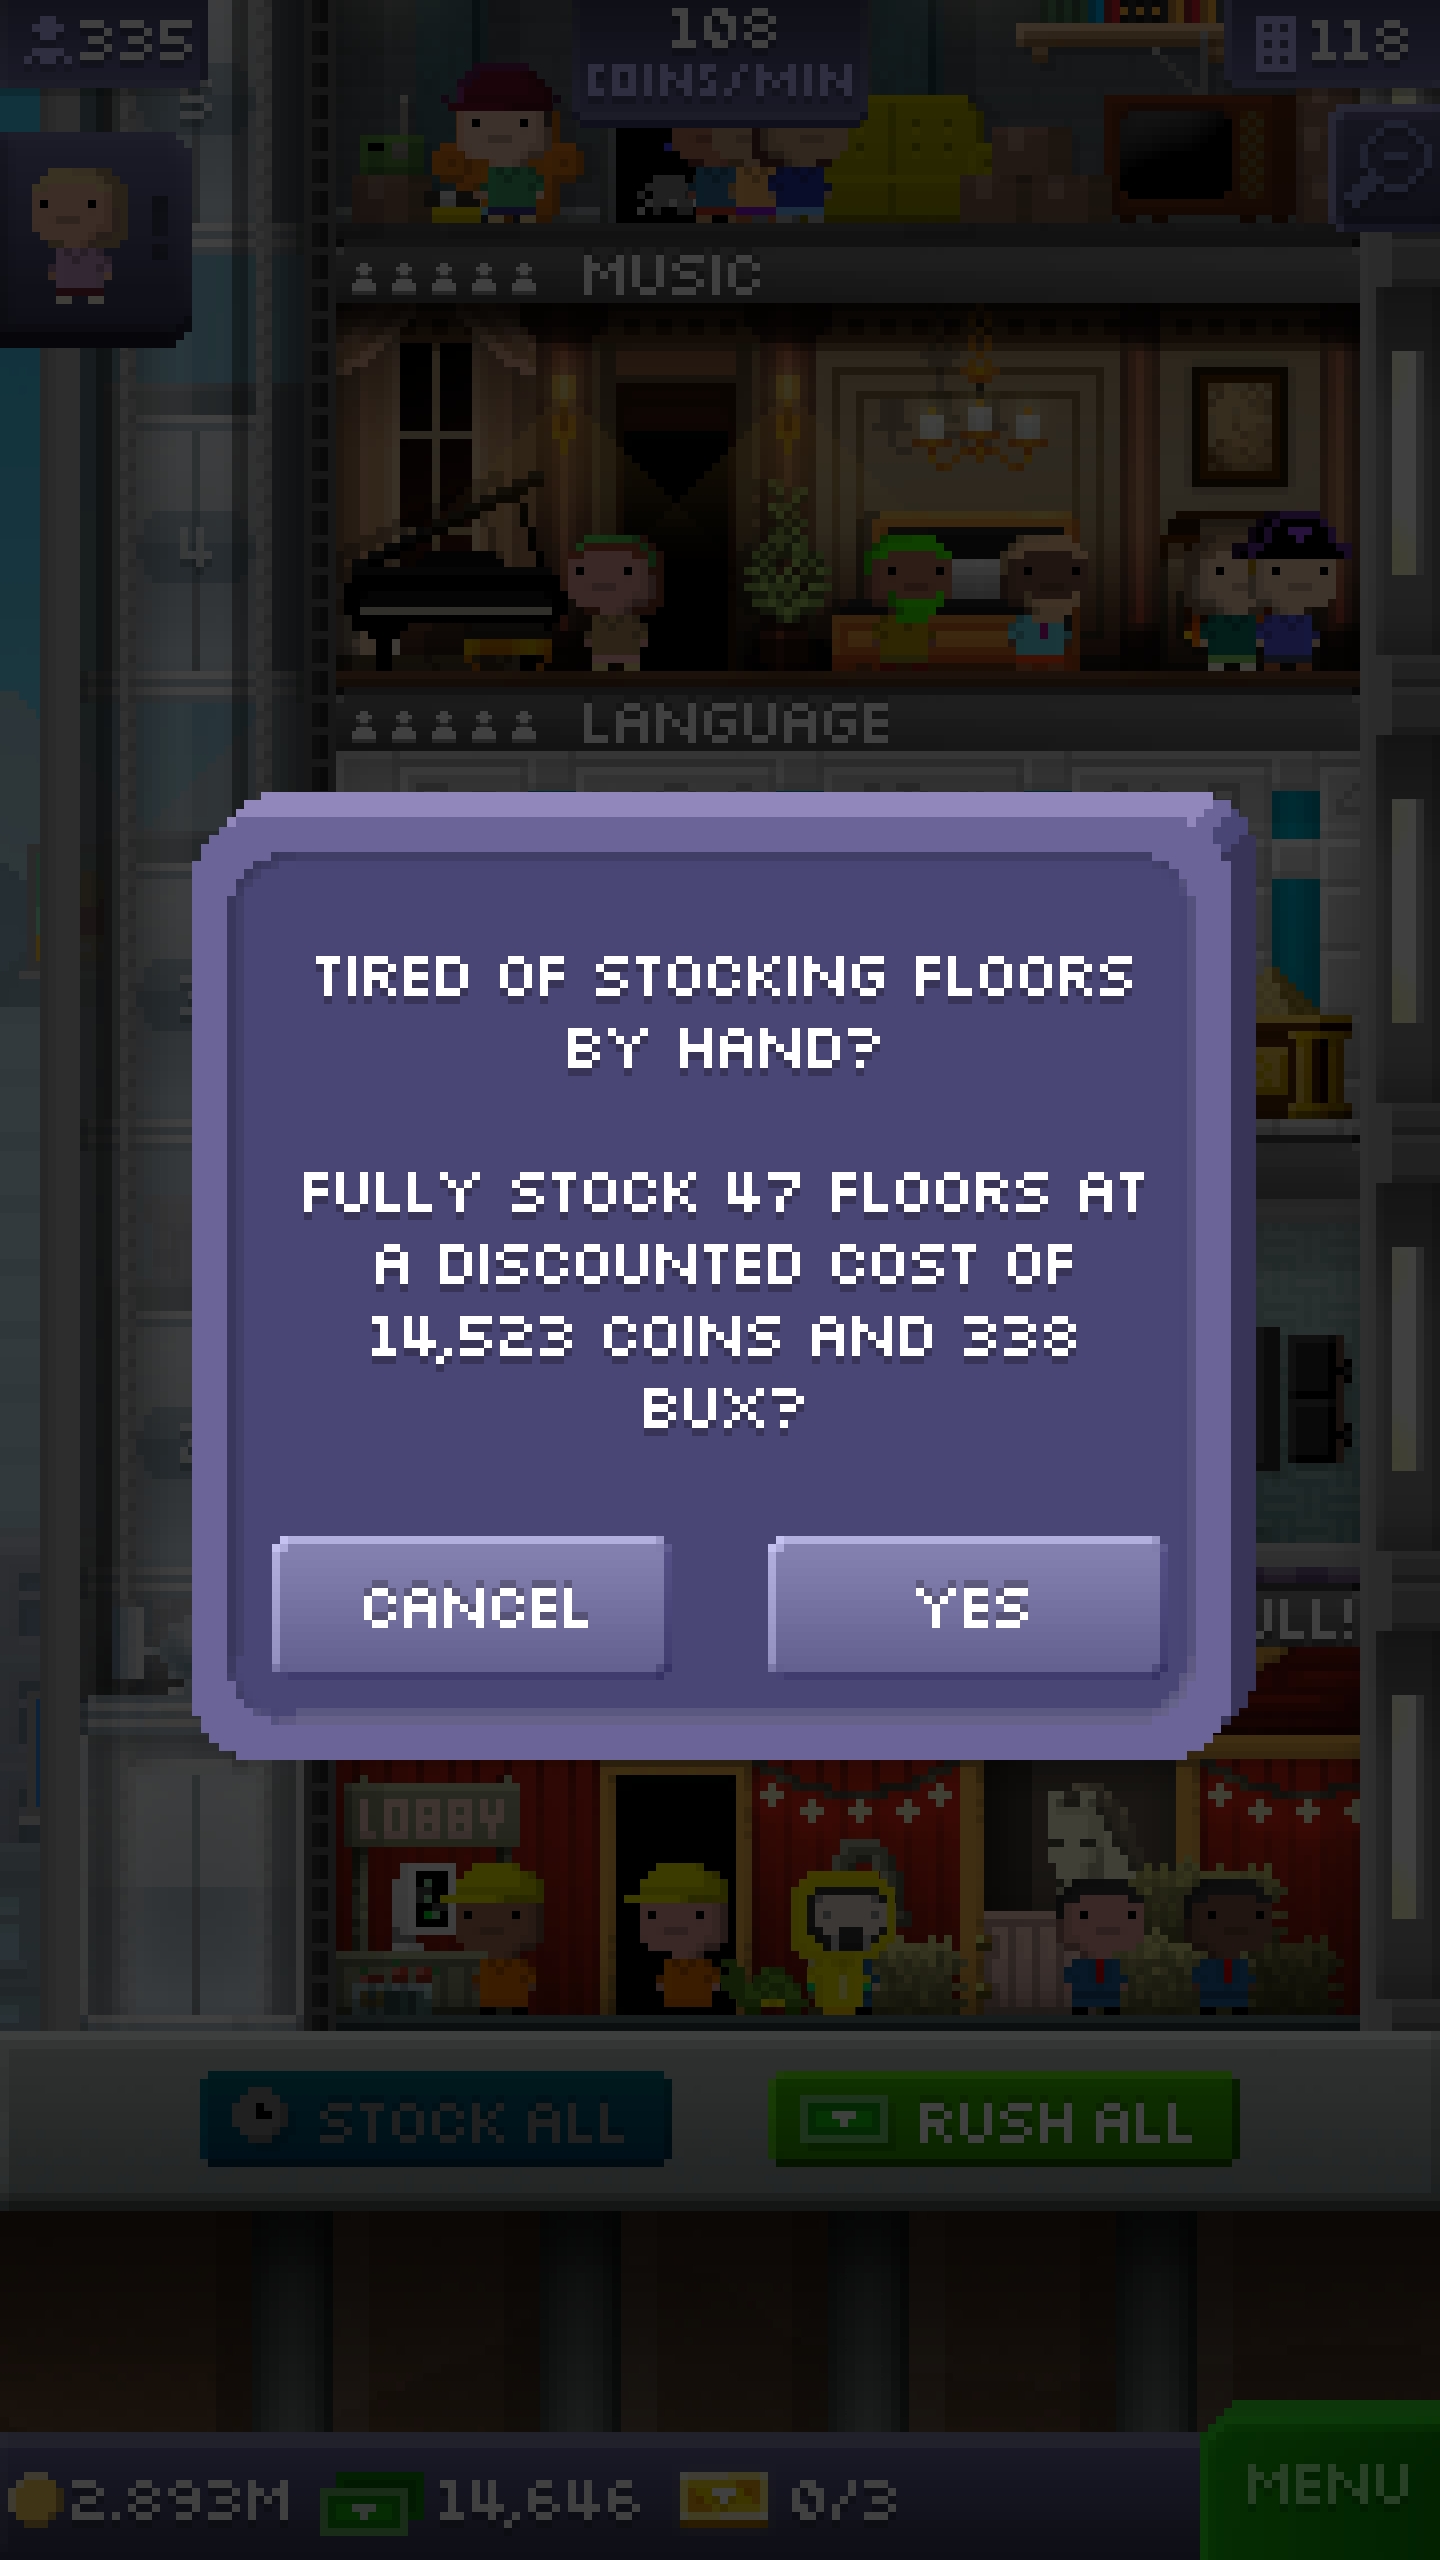 335
108
COINS/MIN
118
5
MUSIC
4
LANGUAGE
TIRED OF STOCKING FLOORS
BY HAND?
FULLY STOCK 47 FLOORS AT
A DISCOUNTED COST OF
14,523 COINS AND 338
BUX?
CANCEL
YES
LOBBY
STOCK ALL
RUSH ALL
2.893M
14,646
0/3
MENU